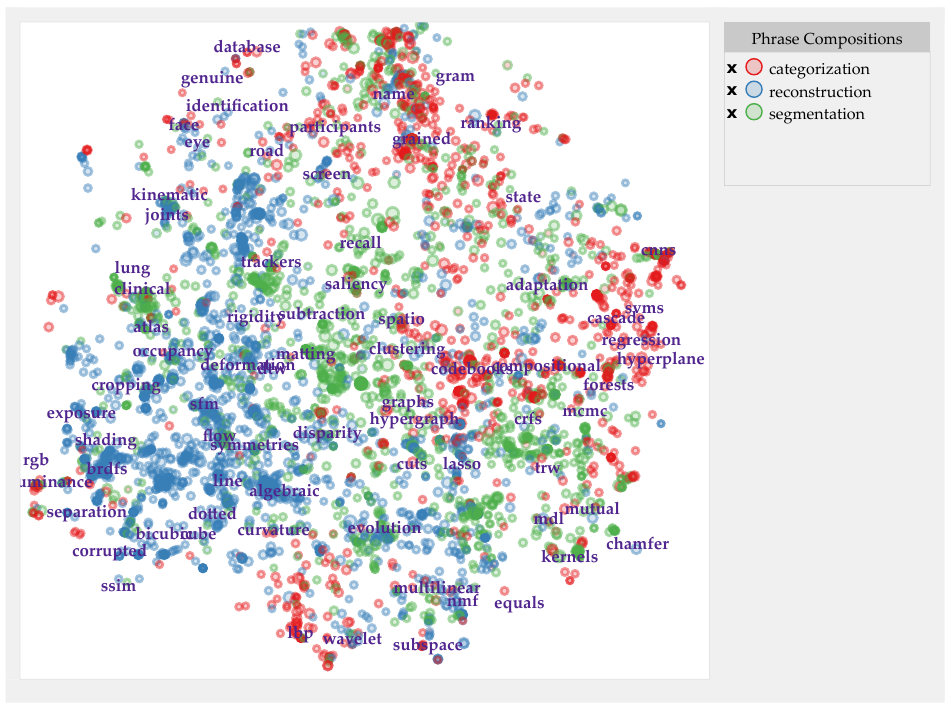 Phrase Compositions
x categorization
x reconstruction
x segmentation
database
gram
genuine
name
identification
face
participants
ranking
eye
road
grained
screen
kinematic
state
joints
recall
cnns
trackers
lung
clinical
saliency
adaptation
atlas
rigidity
subtraction
spatio
svms
cascade
occupancy
matting
clustering
regression
deformation
codebooks
compositional
hyperplane
cropping
forests
exposure
sfm
graphs
hypergraph
crfs
mcmc
shading
flow
symmetries
disparity
rgb
brdfs
cuts
lasso
trw
uminance
line
algebraic
separation
dotted
mdl
mutual
bicubic
cube
curvature
evolution
corrupted
kernels
chamfer
ssim
multilinear
nmf
equals
lbp
wavelet
subspace